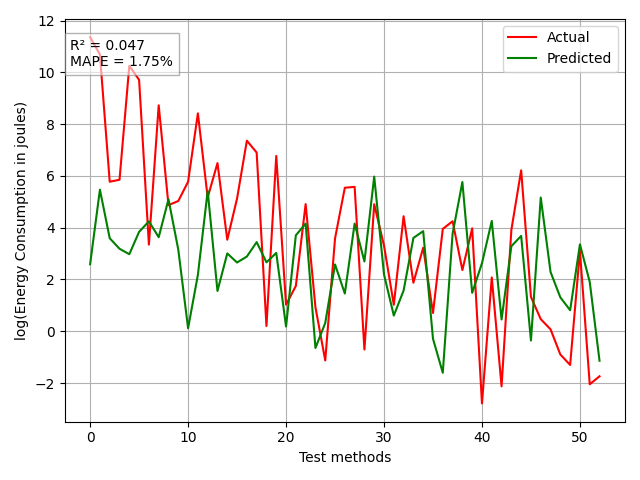 R² = 0.047
MAPE = 1.75%
Actual
Predicted
log(Energy Consumption in joules)
12
10
8
6
4
2
0
−2
0 10 20 30 40 50
Test methods